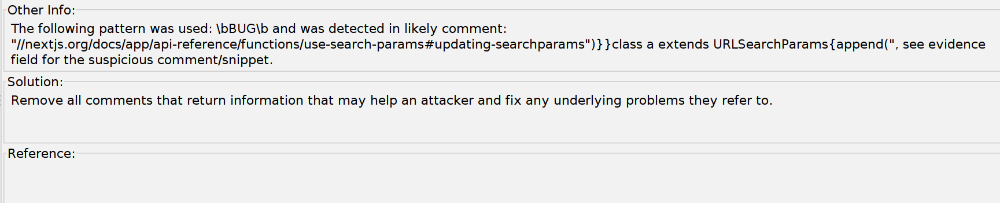 Other Info:
The following pattern was used: \bBUG\b and was detected in likely comment:
"//nextjs.org/docs/app/api-reference/functions/use-search-params#updating-searchparams")}}class a extends URLSearchParams{append(", see evidence
field for the suspicious comment/snippet.
Solution:
Remove all comments that return information that may help an attacker and fix any underlying problems they refer to.
Reference: